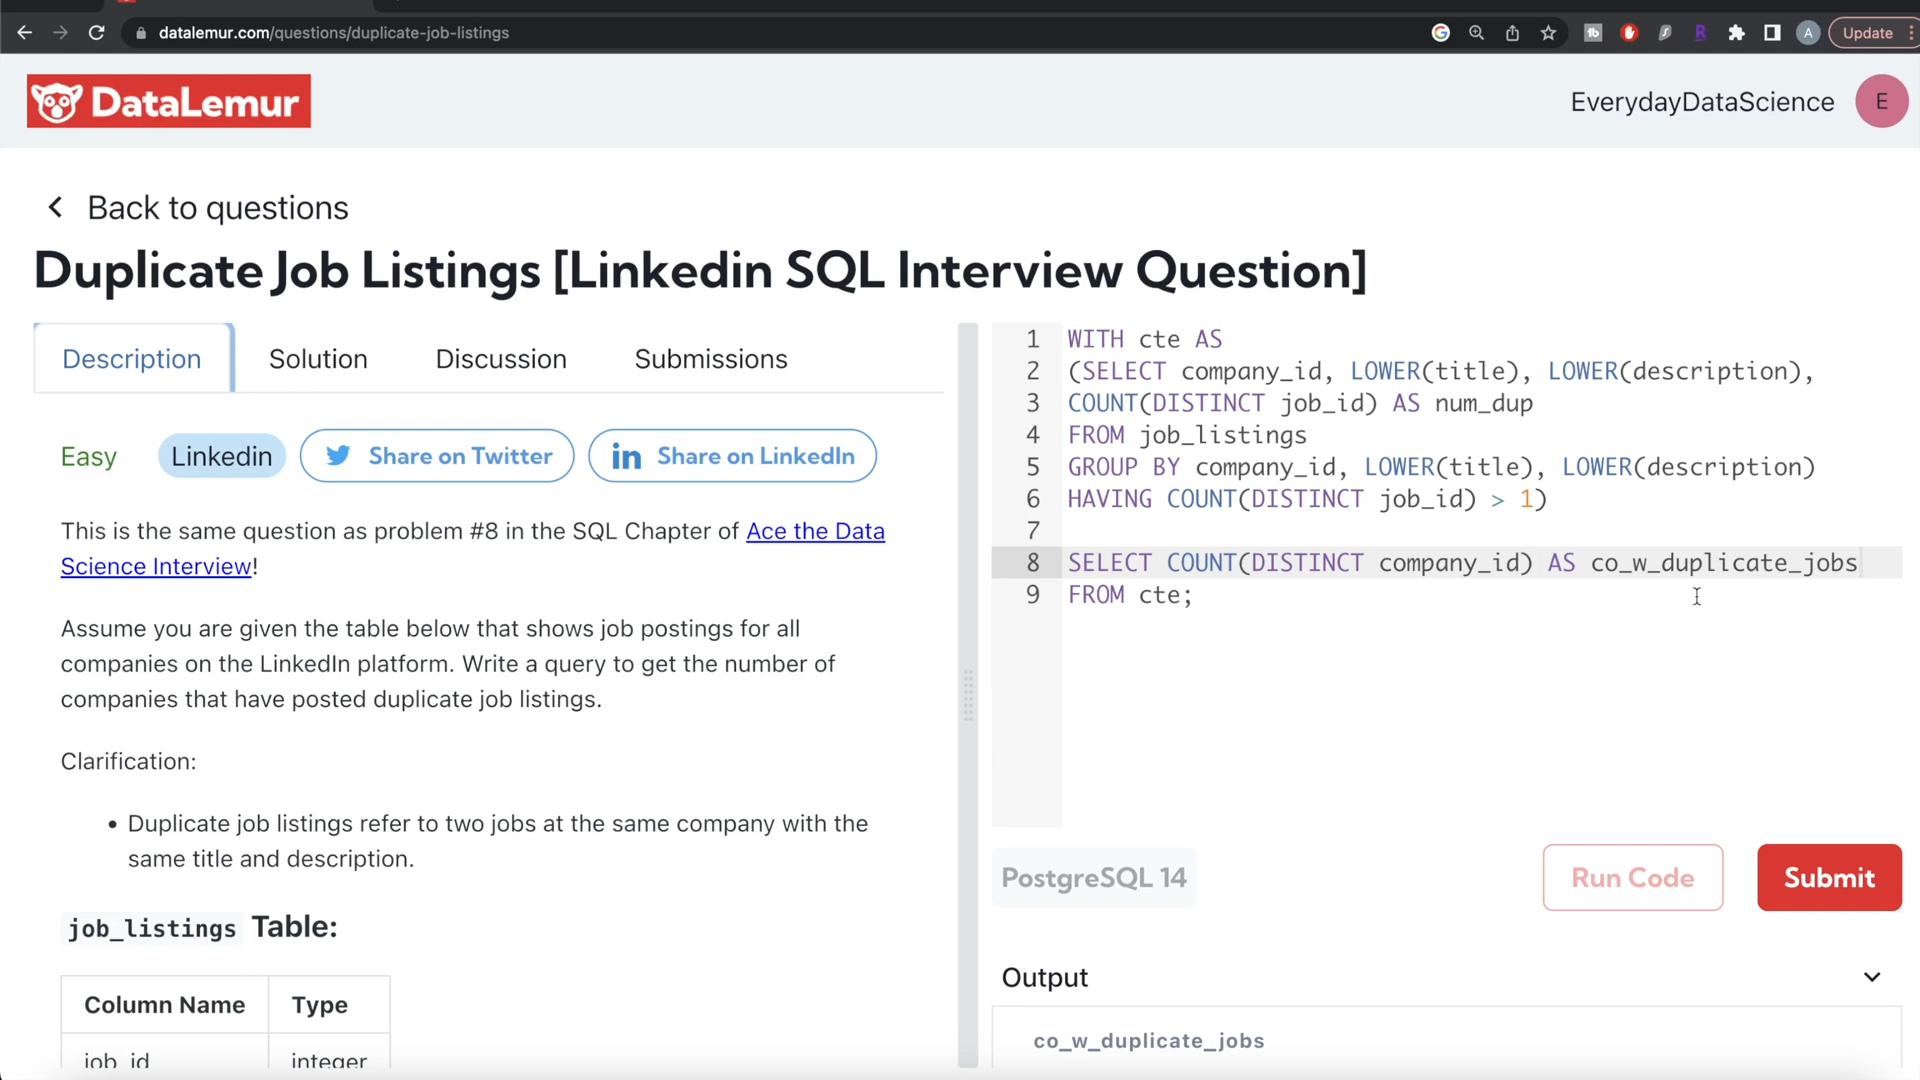 datalemur.com/questions/duplicate-job-listings
Update
DataLemur
EverydayDataScience
E
Back to questions
Duplicate Job Listings [Linkedin SQL Interview Question]
Description Solution Discussion Submissions
Easy Linkedin Share on Twitter in Share on LinkedIn
This is the same question as problem #8 in the SQL Chapter of Ace the Data
Science Interview!
Assume you are given the table below that shows job postings for all
companies on the LinkedIn platform. Write a query to get the number of
companies that have posted duplicate job listings.
Clarification:
• Duplicate job listings refer to two jobs at the same company with the
same title and description.
job_listings Table:
Column Name Type
job_id integer
1 WITH cte AS
2 (SELECT company_id, LOWER(title), LOWER(description),
3 COUNT(DISTINCT job_id) AS num_dup
4 FROM job_listings
5 GROUP BY company_id, LOWER(title), LOWER(description)
6 HAVING COUNT(DISTINCT job_id) > 1)
7
8 SELECT COUNT(DISTINCT company_id) AS co_w_duplicate_jobs
9 FROM cte;
PostgreSQL 14
Run Code
Submit
Output
co_w_duplicate_jobs